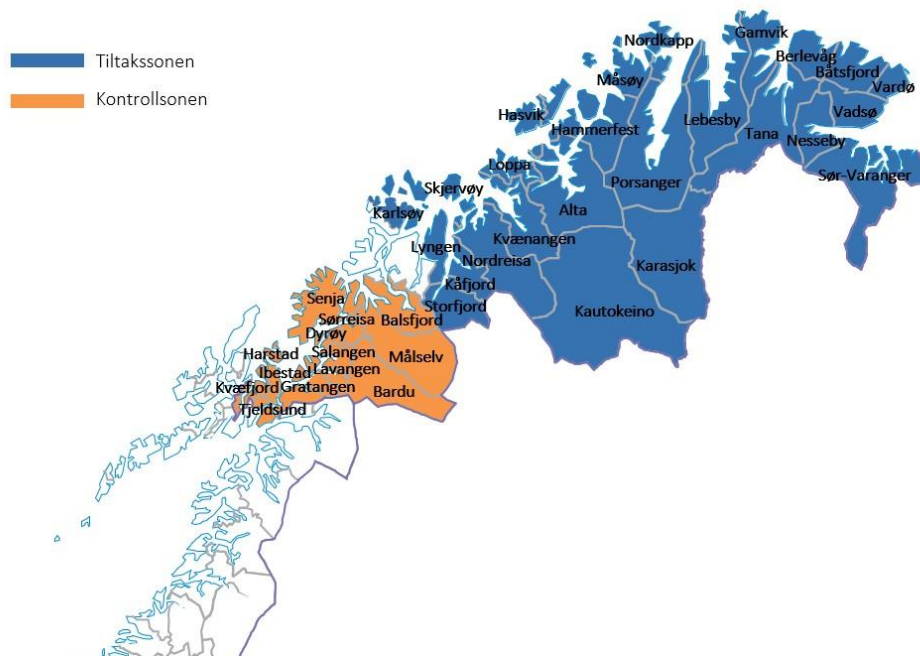 Tiltakssonen
Kontrollsonen
Gamvik
Nordkapp
Berlevåg
Båtsfjord
Måsøy
Vardø
Vadsø
Hasvik
Lebesby
Hammerfest
Tana
Nesseby
Loppa
Sør-Varanger
Porsanger
Skjervøy
Alta
Karlsøy
Kvænangen
Lyngen
Nordreisa
Karasjok
Kåfjord
Senja
Storfjord
Kautokeino
Sørreisa
Balsfjord
Dyrøy
Harstad
Salangen
Målselv
Lavangen
Ibestad
Kvæfjord
Gratangen
Bardu
Tjeldsund